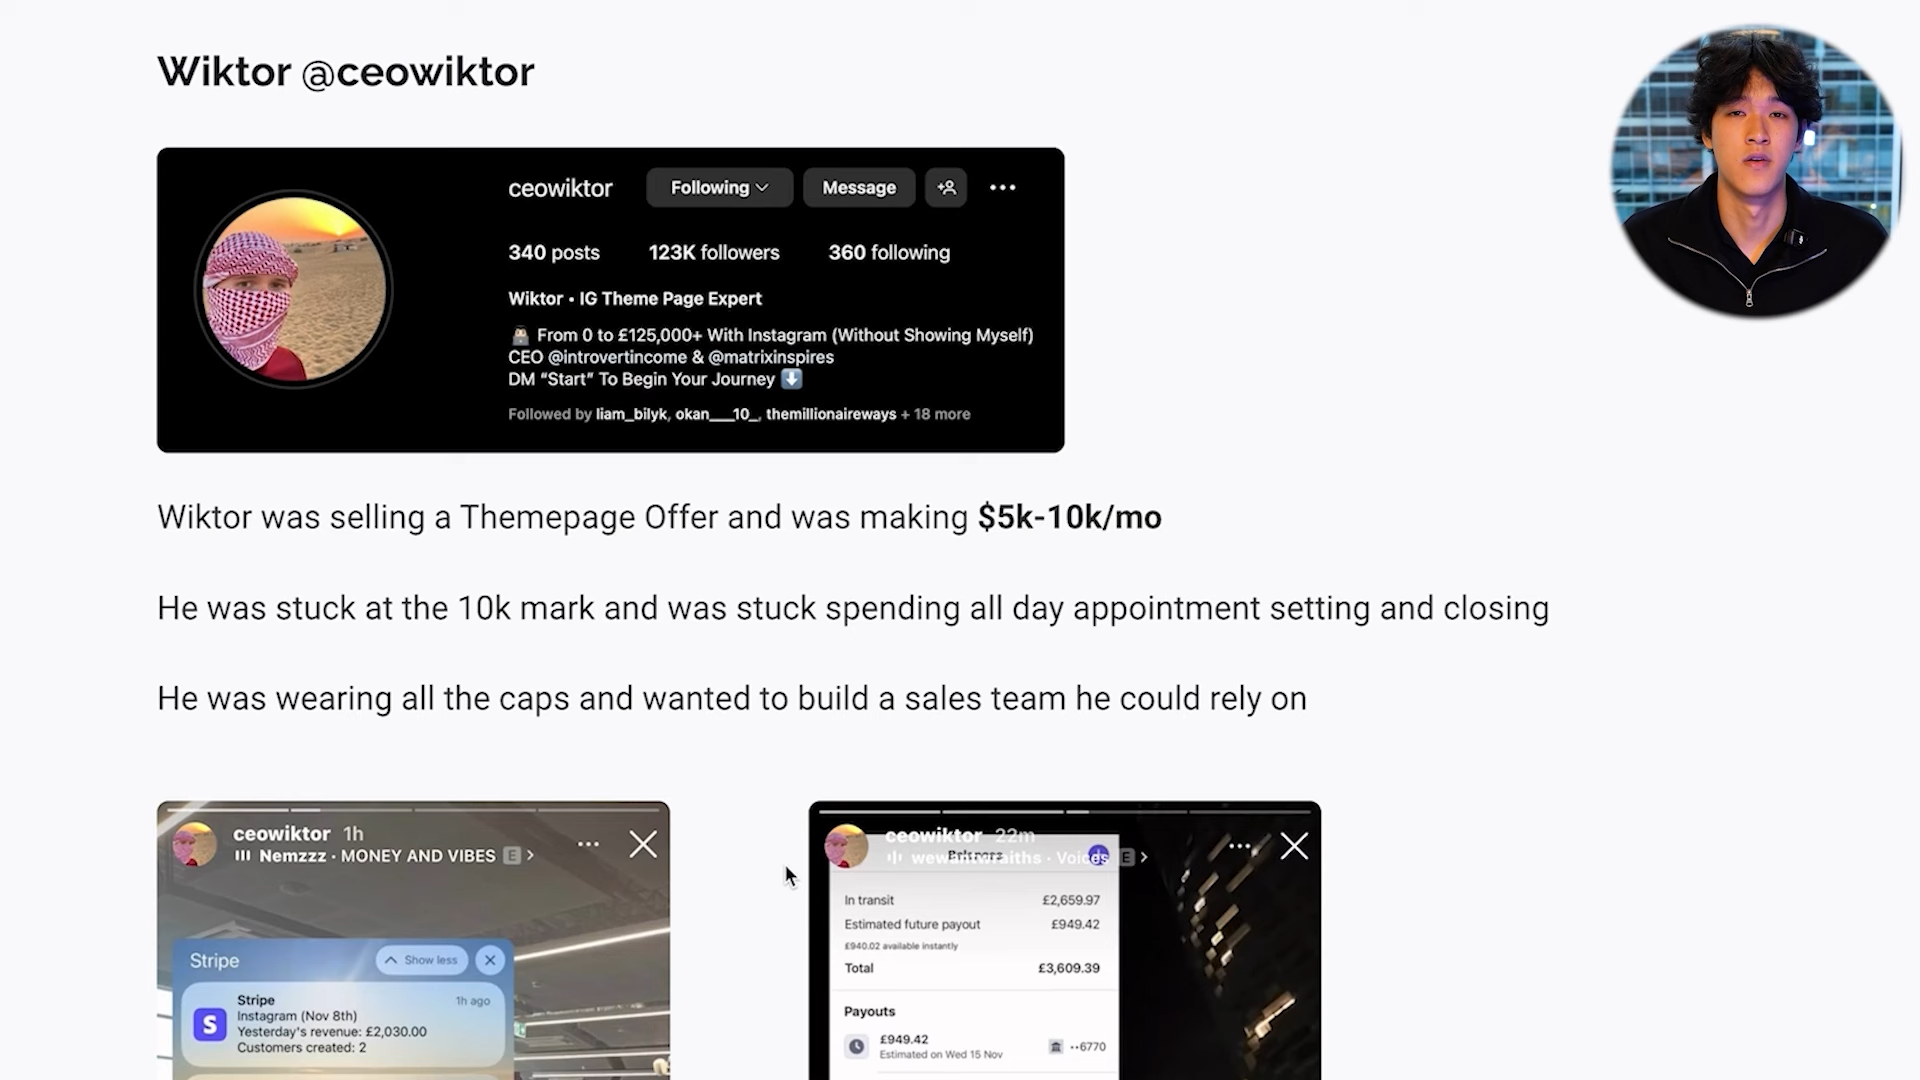 Wiktor @ceowiktor
ceowiktor Following Message
340 posts 123K followers 360 following
Wiktor • IG Theme Page Expert
From 0 to £125,000+ With Instagram (Without Showing Myself)
CEO @introvertincome & @matrixinspires
DM “Start” To Begin Your Journey ⬇️
Followed by liam_bilyk, okan___10_, themillionaireways + 18 more
Wiktor was selling a Themepage Offer and was making $5k-10k/mo
He was stuck at the 10k mark and was stuck spending all day appointment setting and closing
He was wearing all the caps and wanted to build a sales team he could rely on
ceowiktor 1h
Nemzzz · MONEY AND VIBES E
Stripe Show less
Stripe 1h ago
Instagram (Nov 8th)
Yesterday's revenue: £2,030.00
Customers created: 2
ceowiktor 22m
wewantwraiths · Voices E
In transit £2,659.97
Estimated future payout £949.42
£940.02 available instantly
Total £3,609.39
Payouts
£949.42
Estimated on Wed 15 Nov ··6770